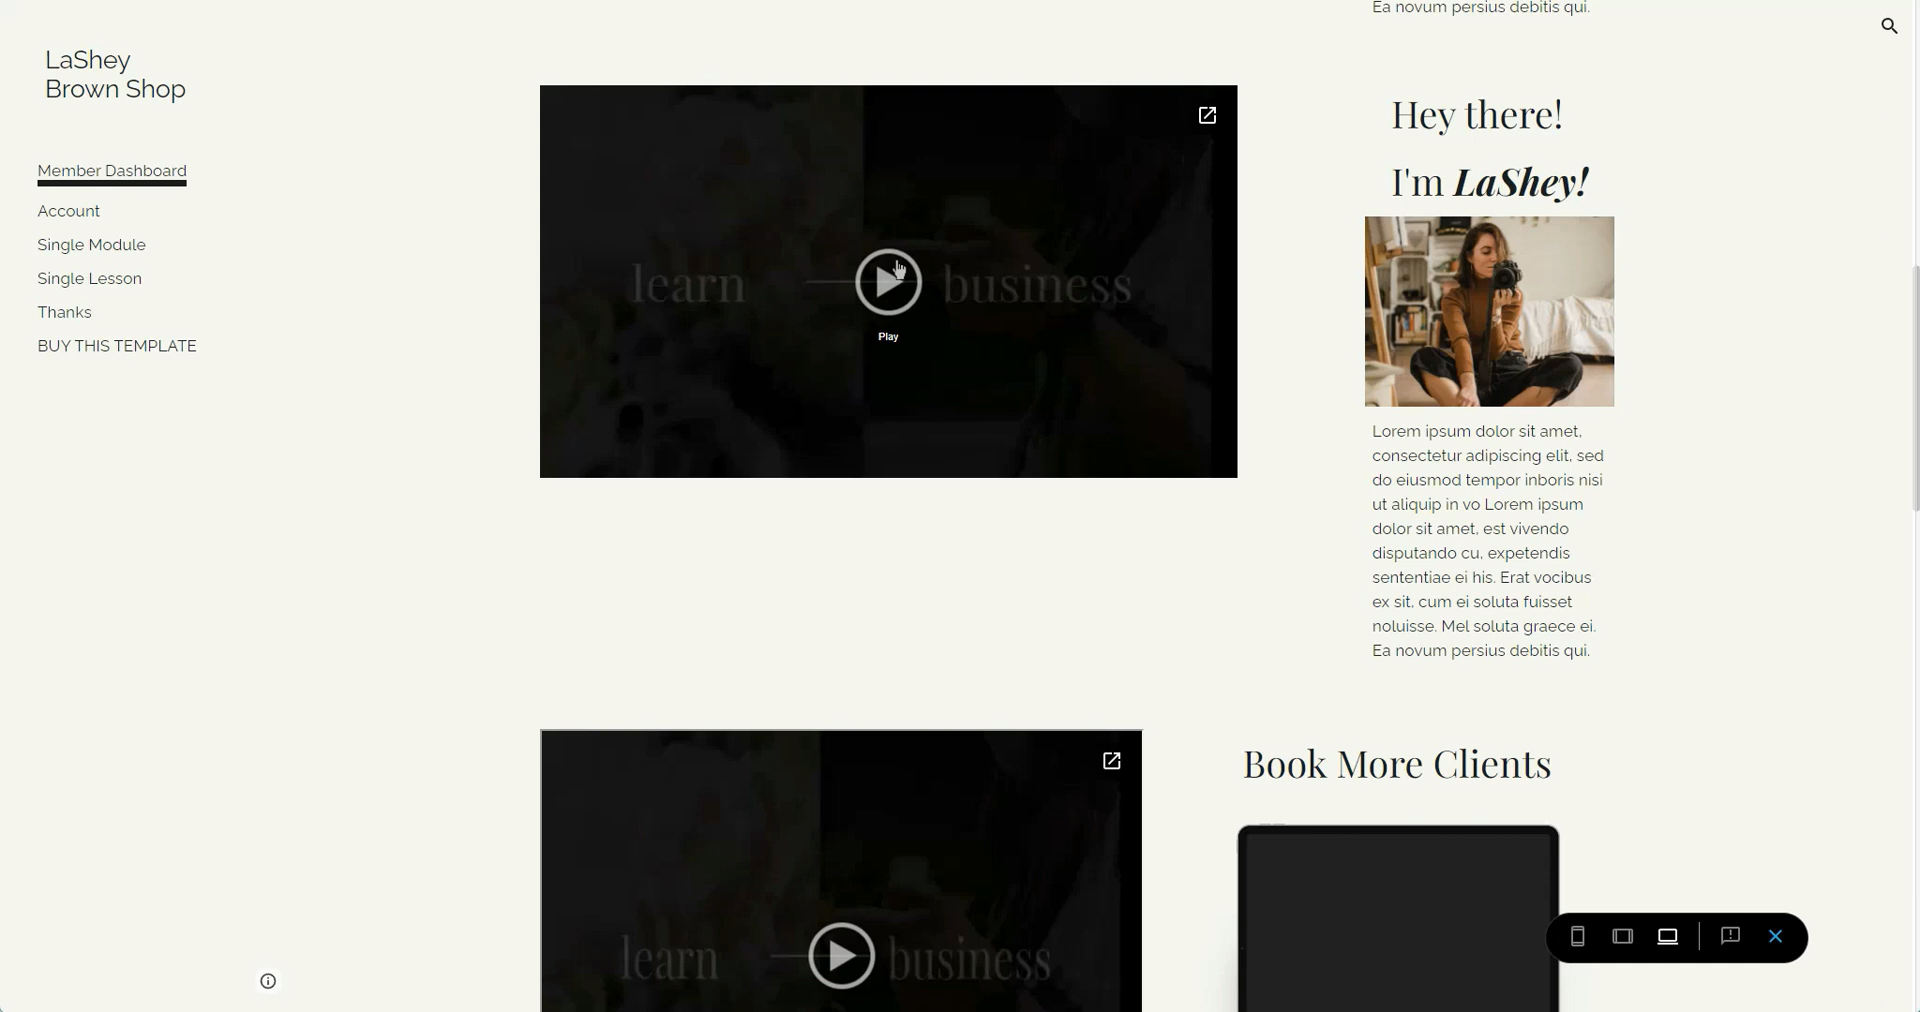 Ea novum persius debitis qui.
LaShey
Brown Shop
Member Dashboard
Account
Single Module
Single Lesson
Thanks
BUY THIS TEMPLATE
learn
business
Play
Hey there!
I'm LaShey!
Lorem ipsum dolor sit amet,
consectetur adipiscing elit, sed
do eiusmod tempor inboris nisi
ut aliquip in vo Lorem ipsum
dolor sit amet, est vivendo
disputando cu, expetendis
sententiae ei his. Erat vocibus
ex sit, cum ei soluta fuisset
noluisse. Mel soluta graece ei.
Ea novum persius debitis qui.
Book More Clients
learn
business